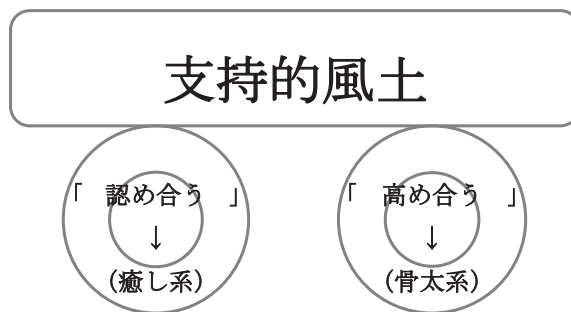 支持的風土
「 認め合う 」
↓
(癒し系)
「 高め合う 」
↓
(骨太系)